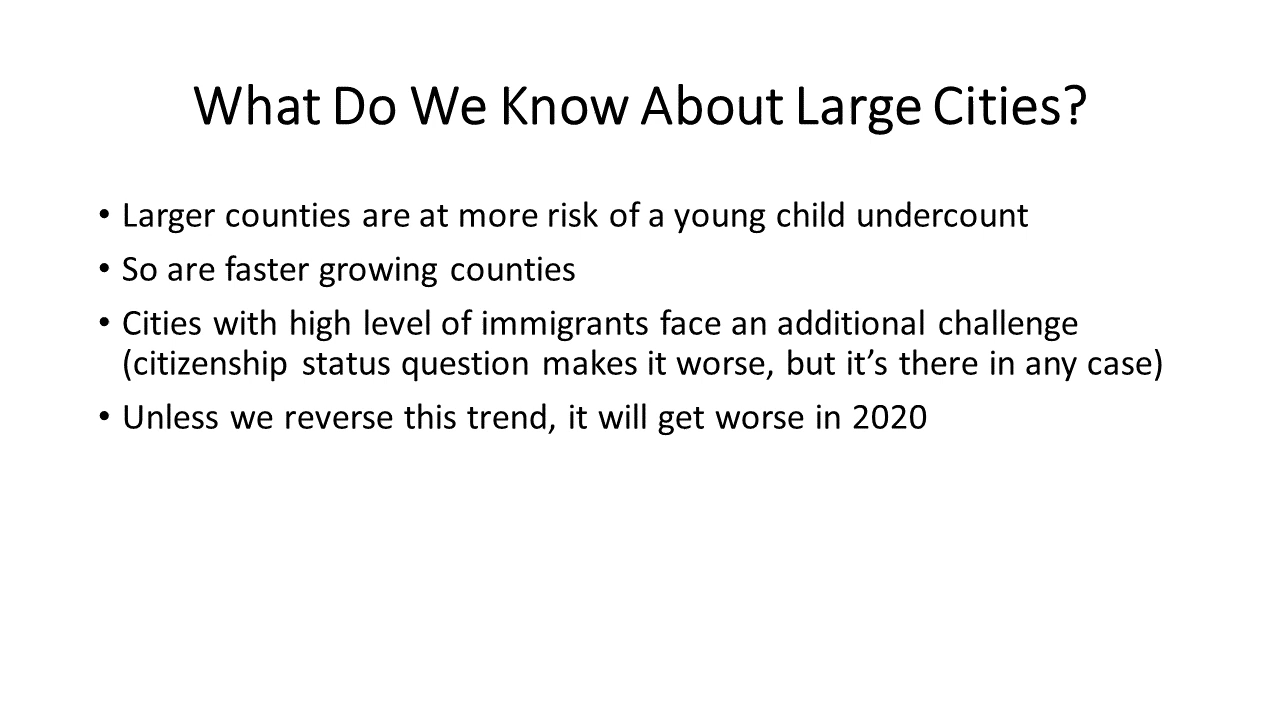 What Do We Know About Large Cities?
• Larger counties are at more risk of a young child undercount
• So are faster growing counties
• Cities with high level of immigrants face an additional challenge
(citizenship status question makes it worse, but it’s there in any case)
• Unless we reverse this trend, it will get worse in 2020